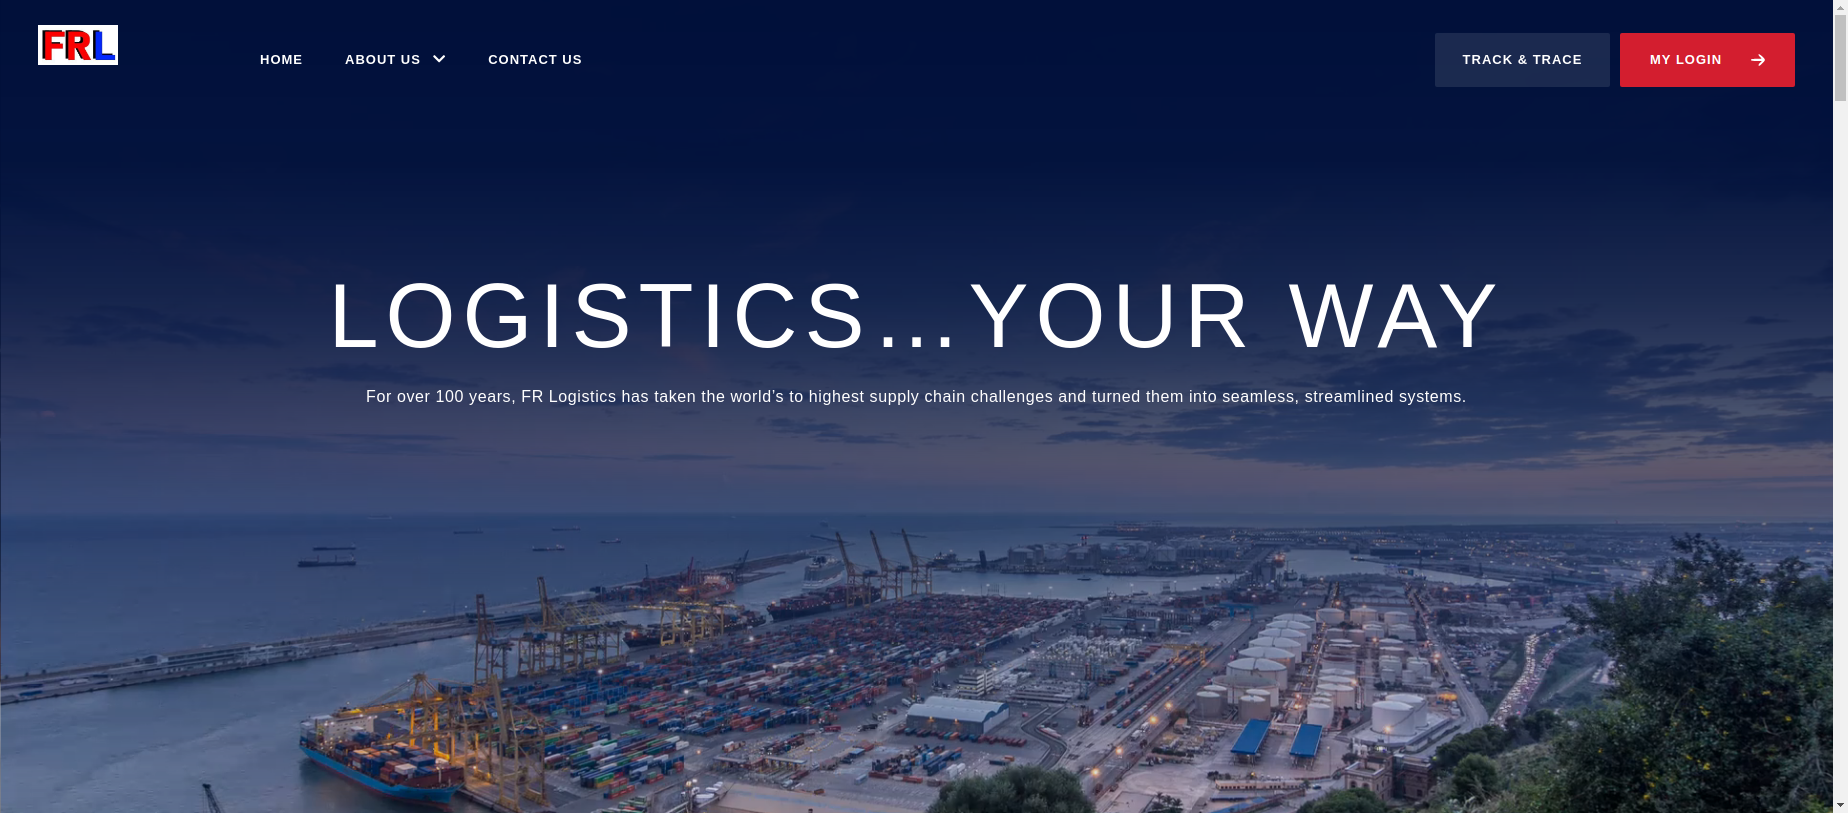 FRL
HOME ABOUT US CONTACT US TRACK & TRACE MY LOGIN
LOGISTICS...YOUR WAY
For over 100 years, FR Logistics has taken the world's to highest supply chain challenges and turned them into seamless, streamlined systems.